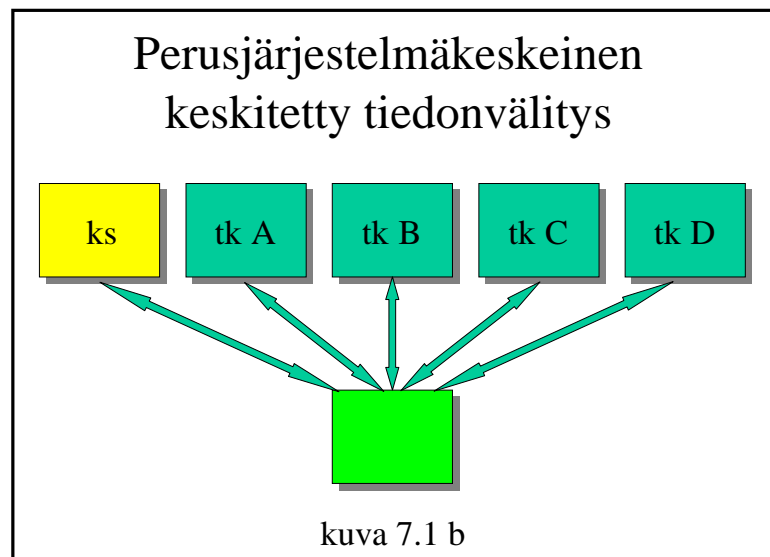 Perusjärjestelmäkeskeinen
keskitetty tiedonvälitys
ks tk A tk B tk C tk D
kuva 7.1 b